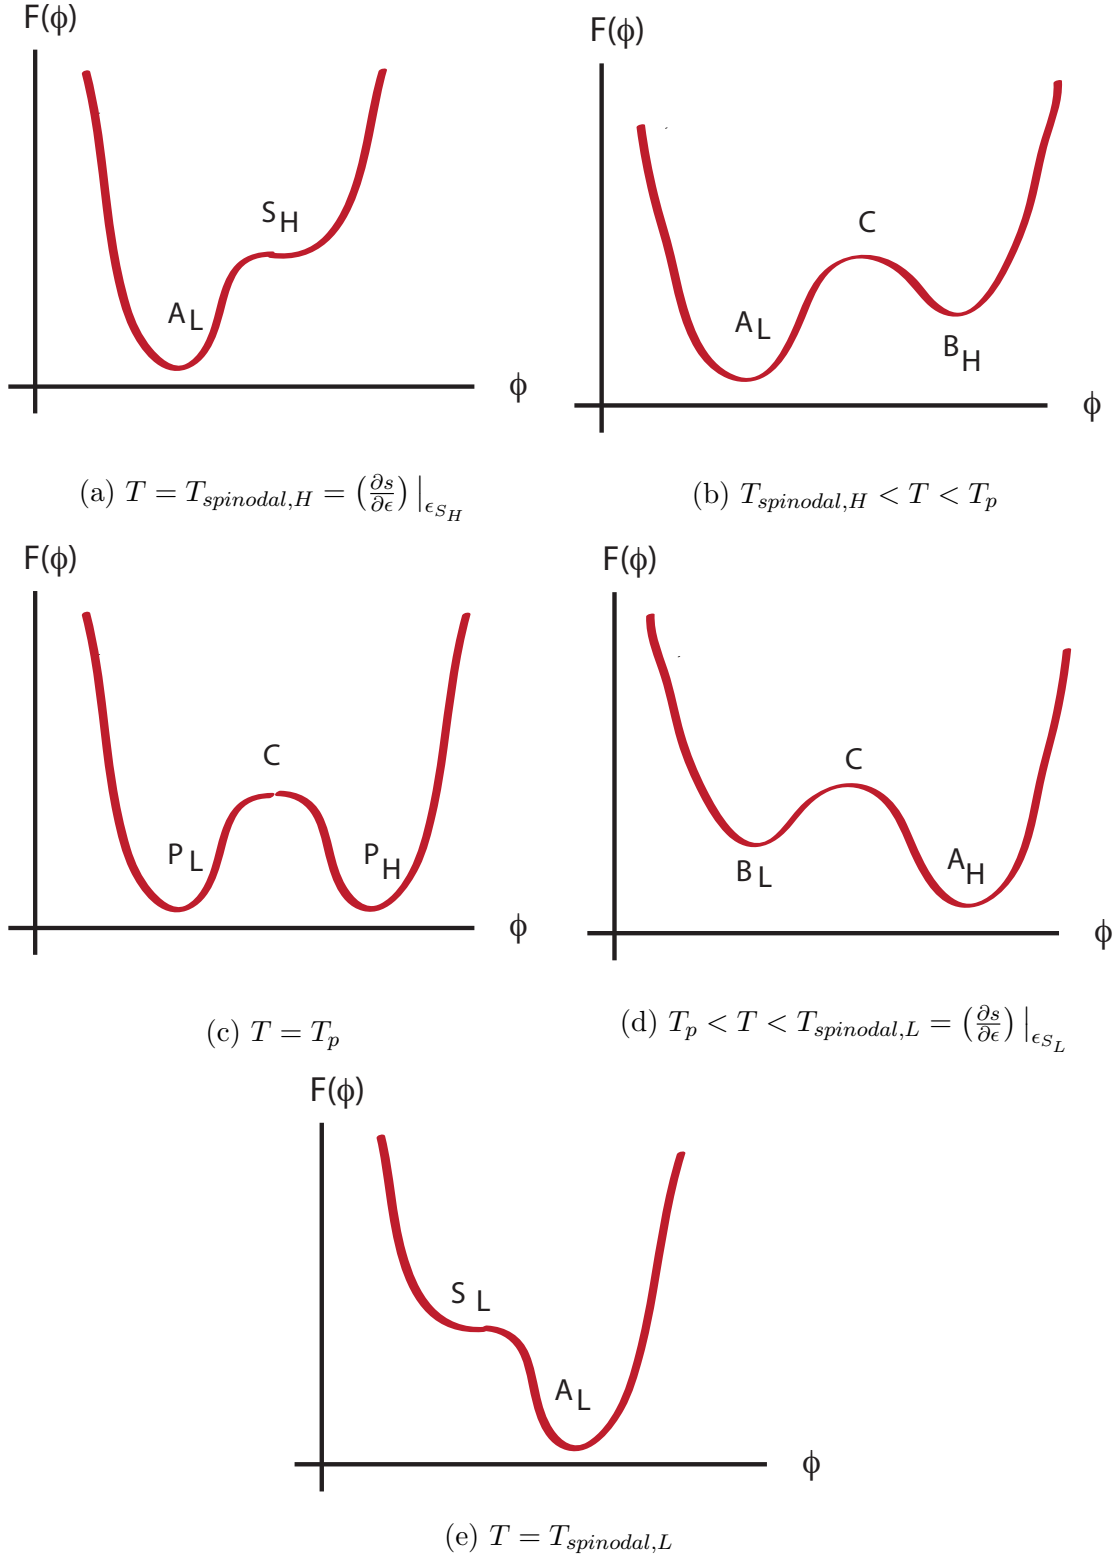 F(ϕ)
S_H
A_L
ϕ
(a) T = T_{spinodal,H} = (∂s/∂ϵ)|_{ϵ_{S_H}}
F(ϕ)
C
A_L
B_H
ϕ
(b) T_{spinodal,H} < T < T_p
F(ϕ)
C
P_L
P_H
ϕ
(c) T = T_p
F(ϕ)
C
B_L
A_H
ϕ
(d) T_p < T < T_{spinodal,L} = (∂s/∂ϵ)|_{ϵ_{S_L}}
F(ϕ)
S_L
A_L
ϕ
(e) T = T_{spinodal,L}